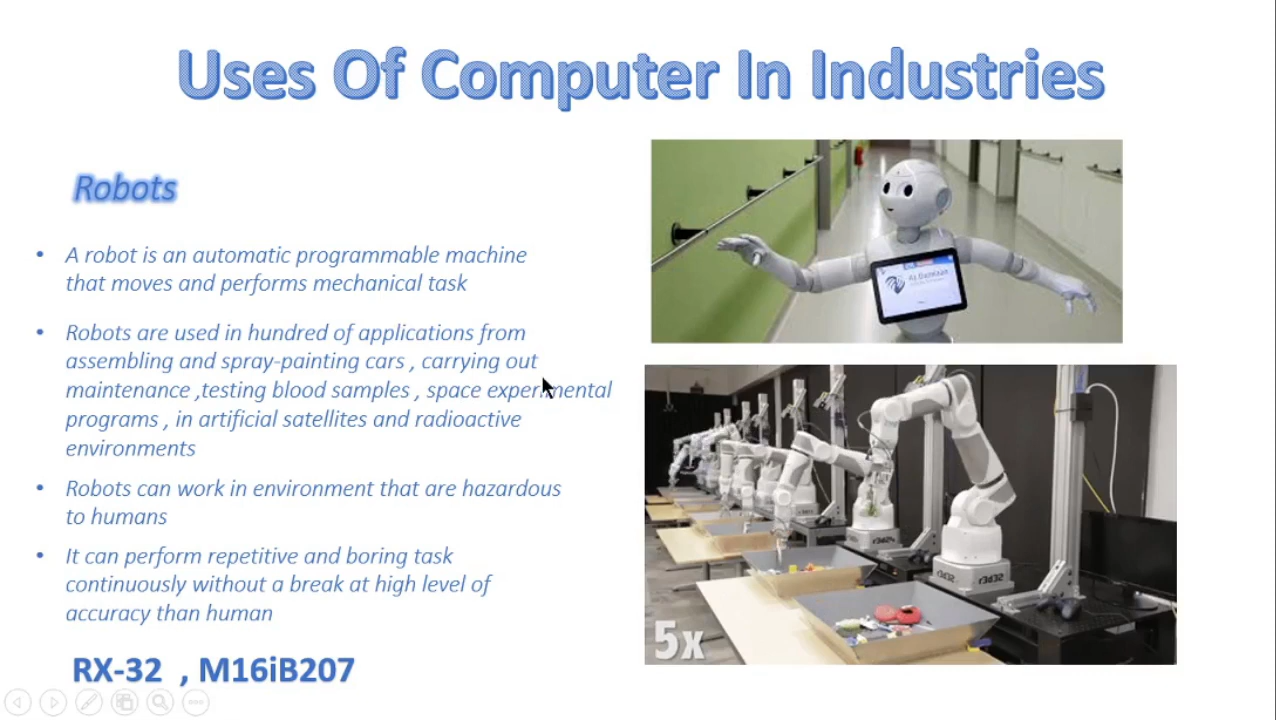 Uses Of Computer In Industries
Robots
• A robot is an automatic programmable machine
that moves and performs mechanical task
• Robots are used in hundred of applications from
assembling and spray-painting cars , carrying out
maintenance ,testing blood samples , space experimental
programs , in artificial satellites and radioactive
environments
• Robots can work in environment that are hazardous
to humans
• It can perform repetitive and boring task
continuously without a break at high level of
accuracy than human
RX-32 , M16iB207
5x